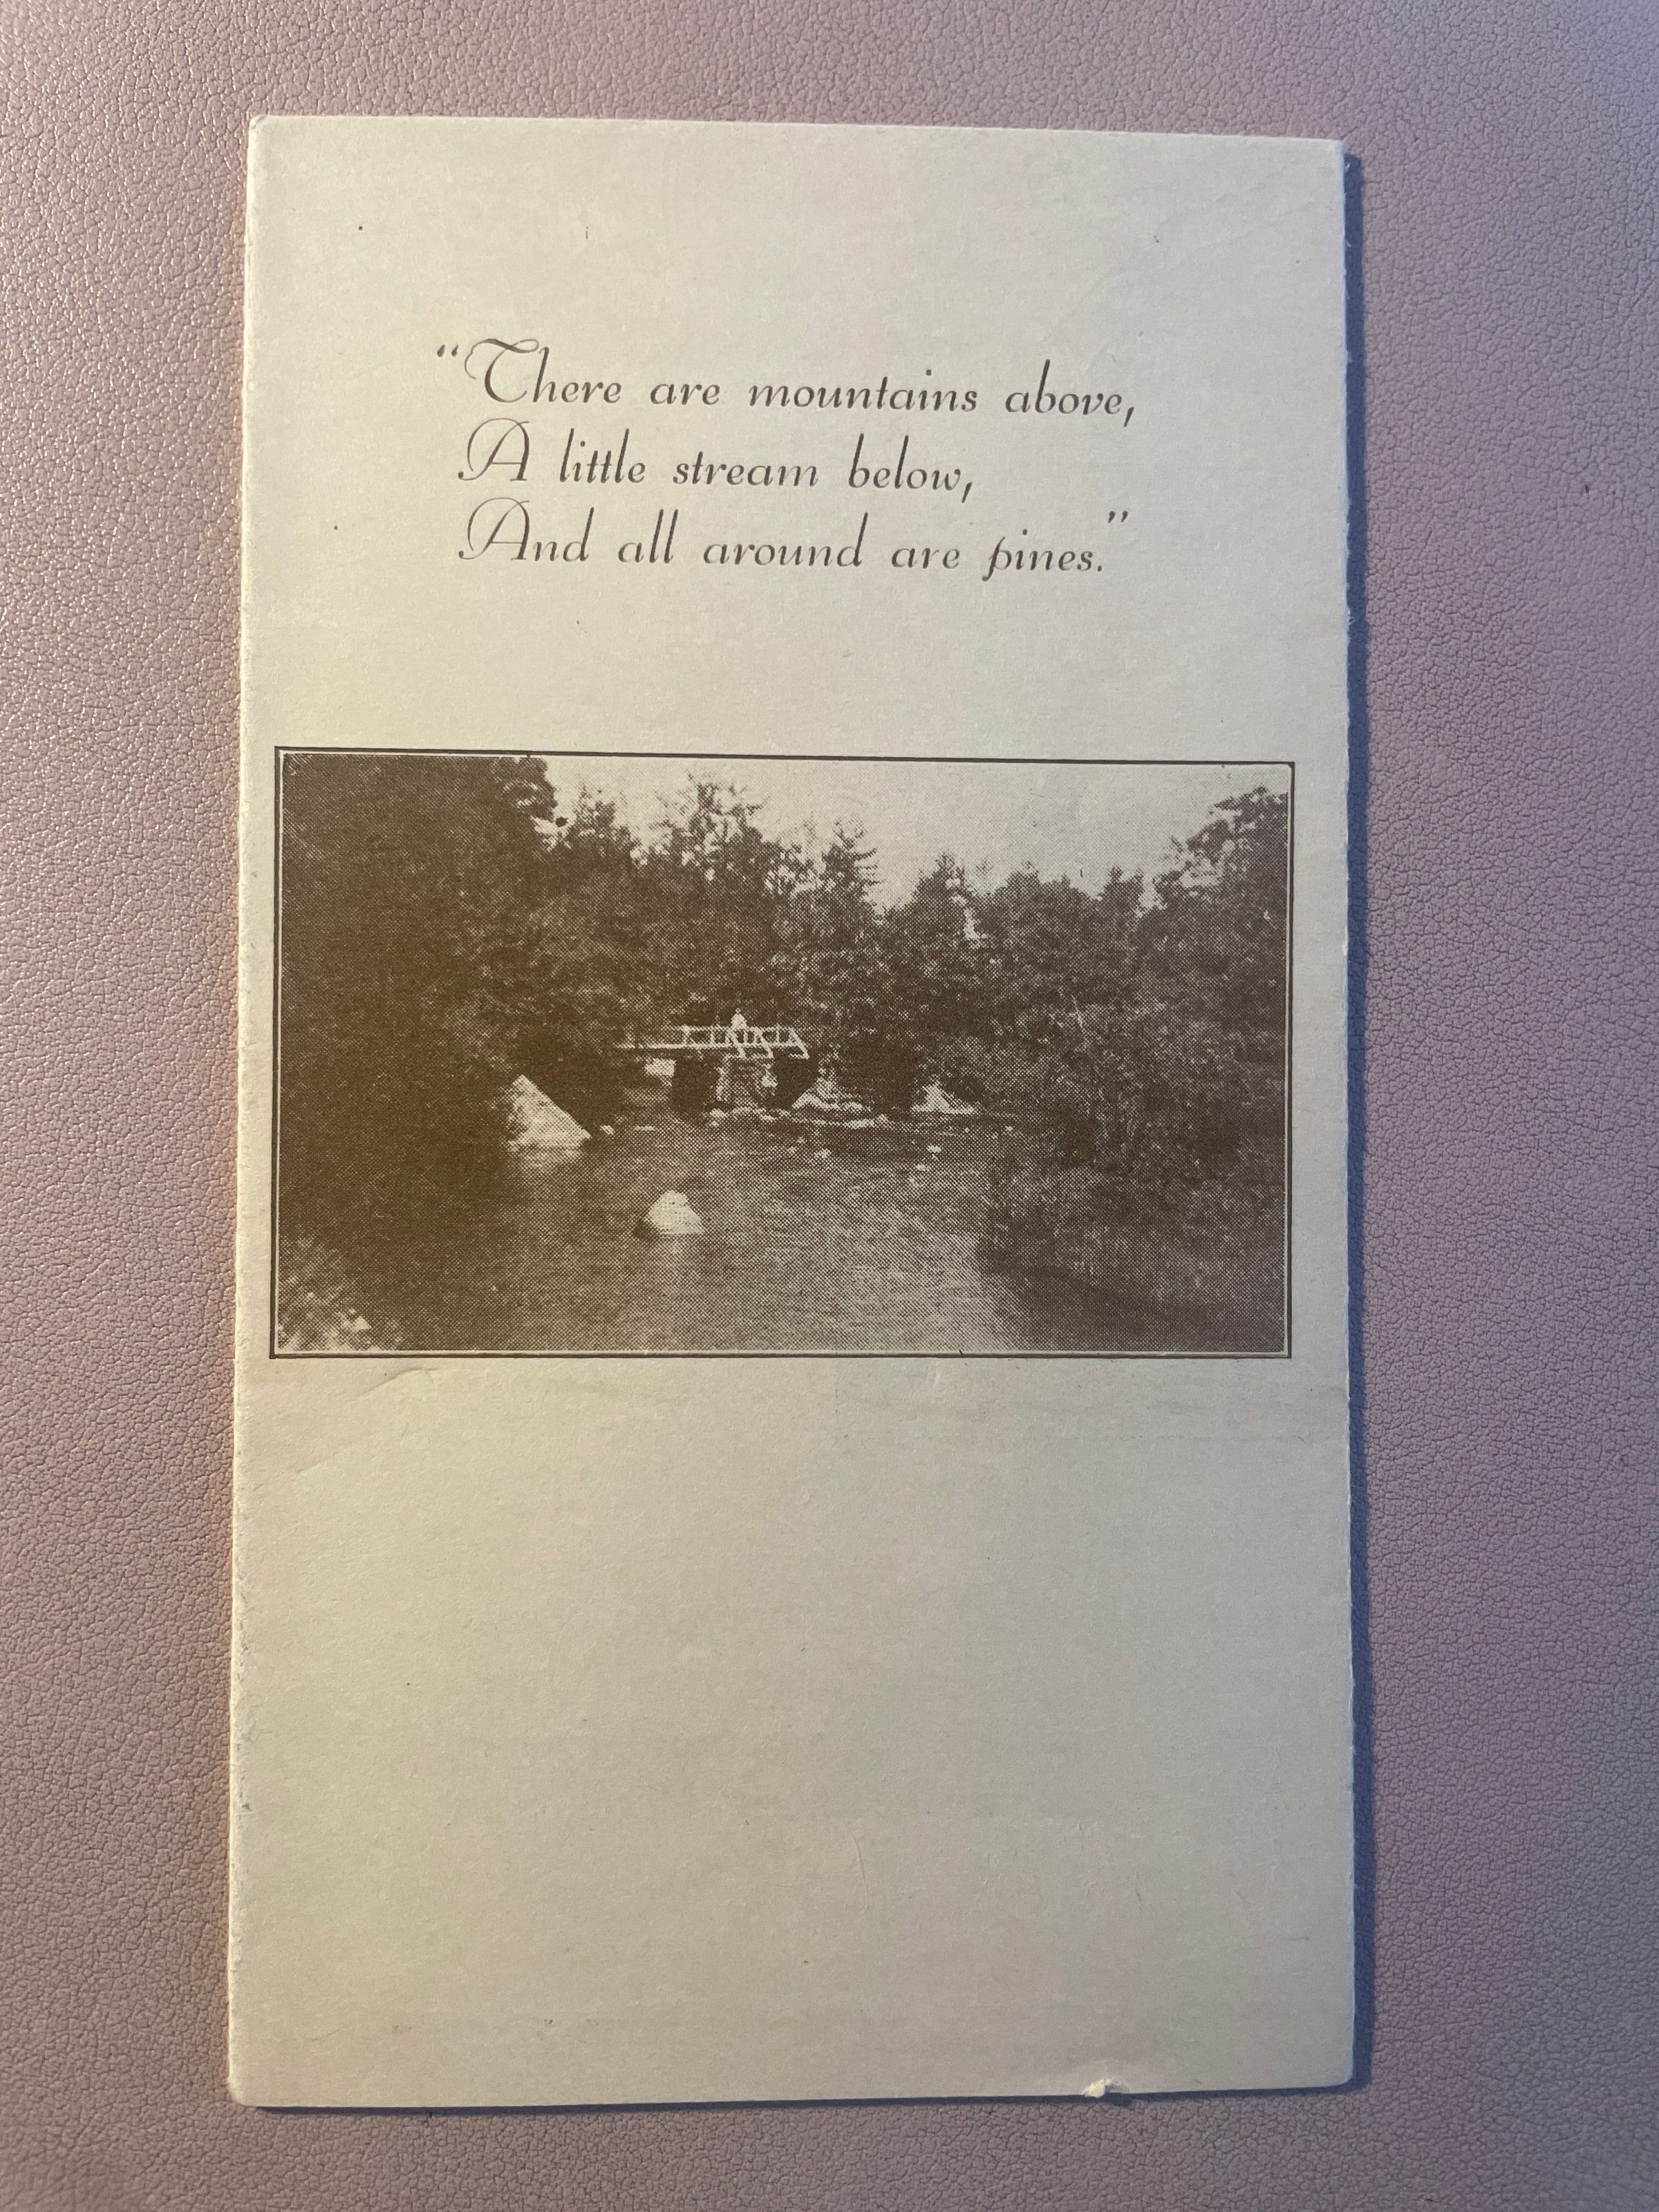 “There are mountains above,
A little stream below,
And all around are pines.”